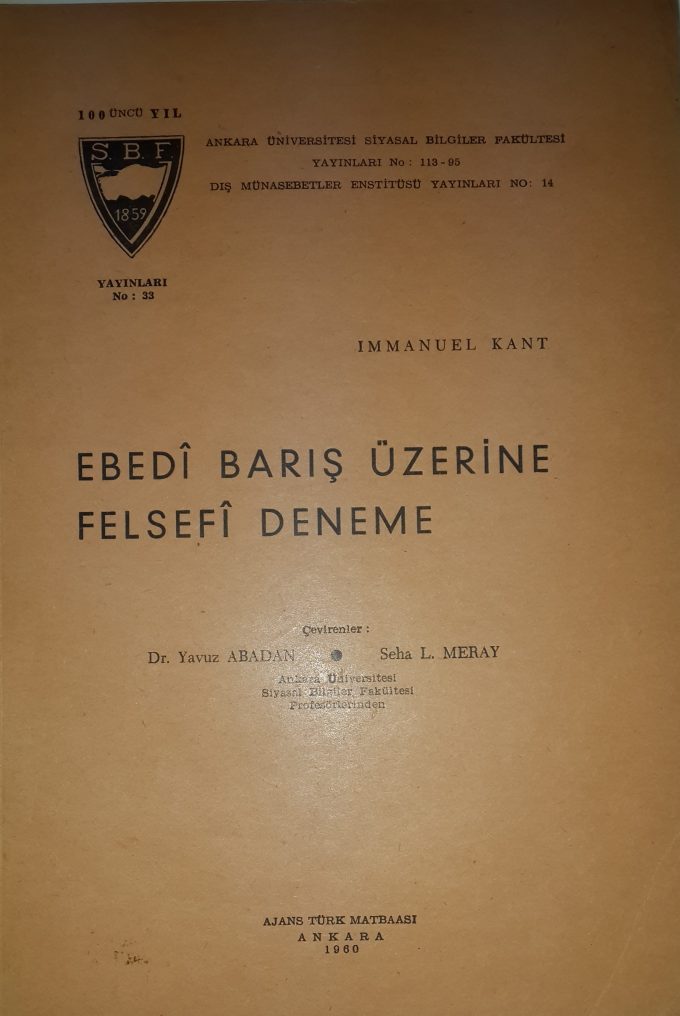 100 ÜNCÜ YIL
S. B. F.
1859
YAYINLARI
No : 33
ANKARA ÜNİVERSİTESİ SİYASAL BİLGİLER FAKÜLTESİ
YAYINLARI No : 113 - 95
DIŞ MÜNASEBETLER ENSTİTÜSÜ YAYINLARI NO: 14
IMMANUEL KANT
EBEDÎ BARIŞ ÜZERİNE
FELSEFÎ DENEME
Çevirenler :
Dr. Yavuz ABADAN ● Seha L. MERAY
Ankara Üniversitesi
Siyasal Bilgiler Fakültesi
Profesörlerinden
AJANS TÜRK MATBAASI
ANKARA
1960